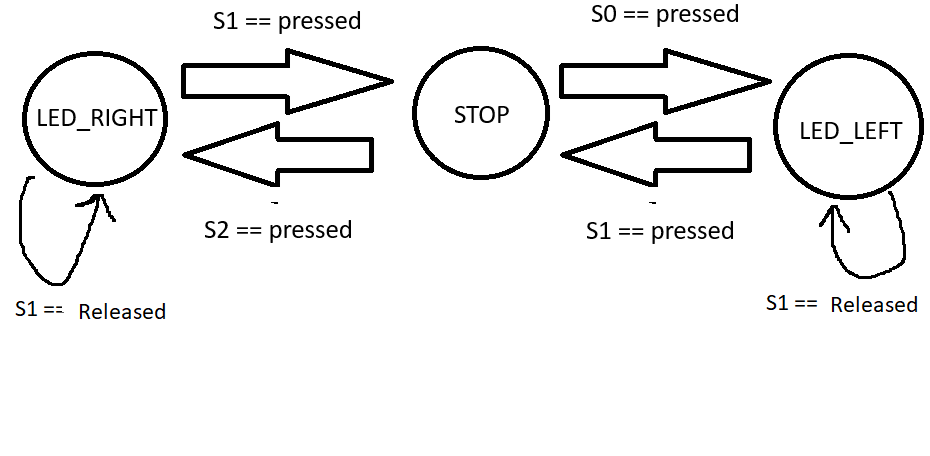 S1 == pressed
S0 == pressed
LED_RIGHT
STOP
LED_LEFT
S2 == pressed
S1 == pressed
S1 == Released
S1 == Released